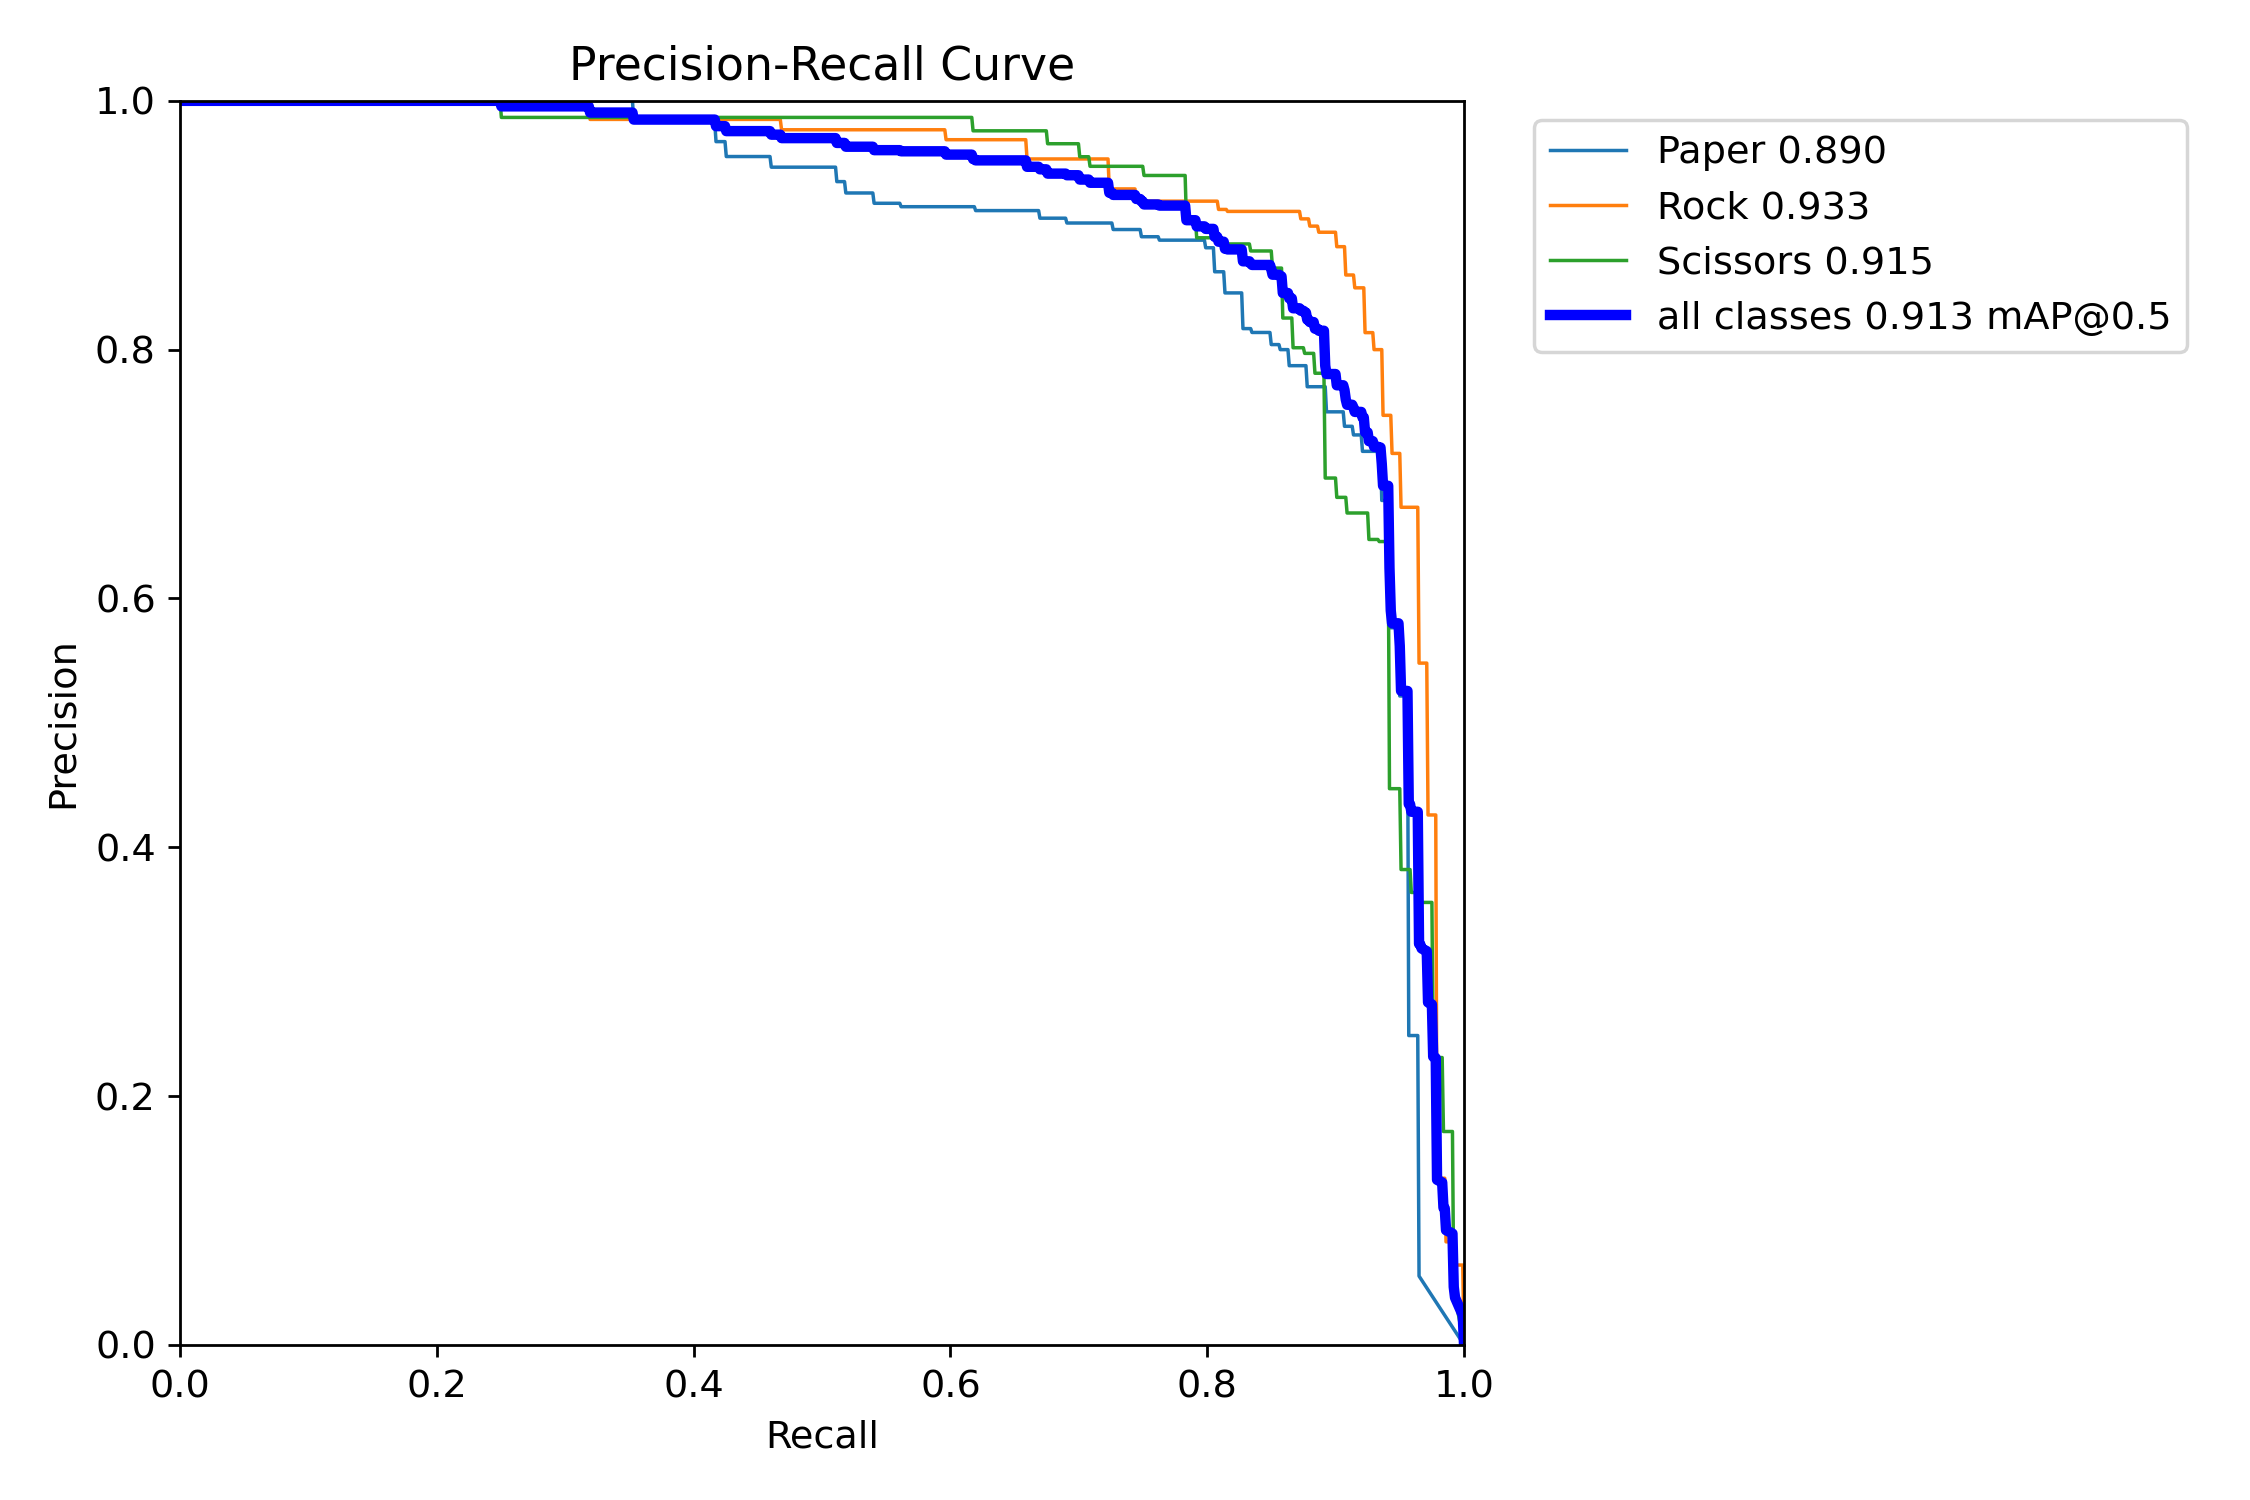 Precision-Recall Curve
1.0
0.8
0.6
0.4
0.2
0.0
Precision
0.0 0.2 0.4 0.6 0.8 1.0
Recall
Paper 0.890
Rock 0.933
Scissors 0.915
all classes 0.913 mAP@0.5